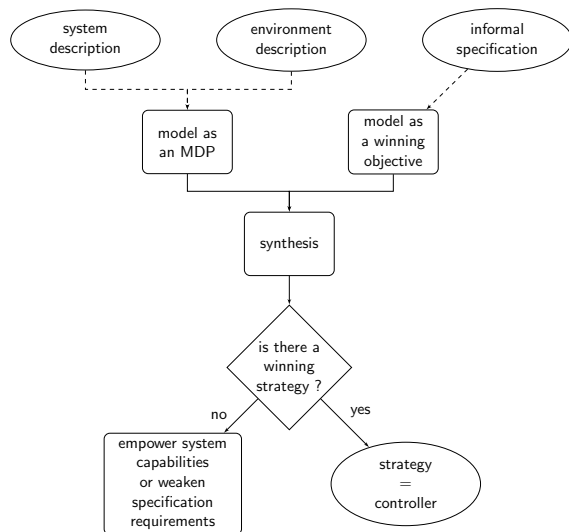 system
description
environment
description
informal
specification
model as
an MDP
model as
a winning
objective
synthesis
is there a
winning
strategy ?
no
yes
empower system
capabilities
or weaken
specification
requirements
strategy
=
controller